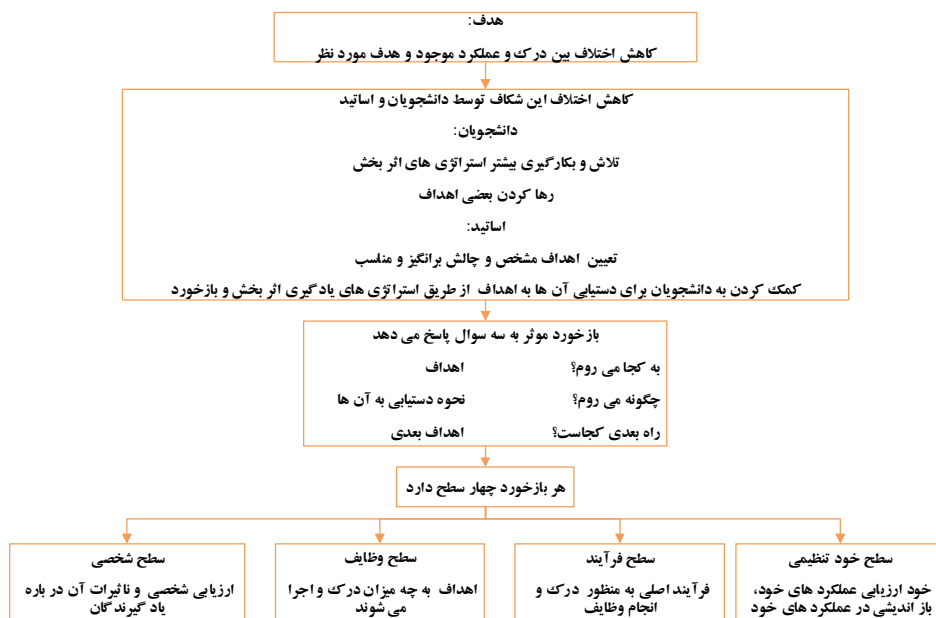 هدف:
کاهش اختلاف بین درک و عملکرد موجود و هدف مورد نظر
کاهش اختلاف این شکاف توسط دانشجویان و اساتید
دانشجویان:
تلاش و بکارگیری بیشتر استراتژی های اثر بخش
رها کردن بعضی اهداف
اساتید:
تعیین اهداف مشخص و چالش برانگیز و مناسب
کمک کردن به دانشجویان برای دستیابی آن ها به اهداف از طریق استراتژی های یادگیری اثر بخش و بازخورد
بازخورد موثر به سه سوال پاسخ می دهد
به کجا می روم؟ اهداف
چگونه می روم؟ نحوه دستیابی به آن ها
راه بعدی کجاست؟ اهداف بعدی
هر بازخورد چهار سطح دارد
سطح خود تنظیمی
خود ارزیابی عملکرد های خود،
باز اندیشی در عملکرد های خود
سطح فرآیند
فرآیند اصلی به منظور درک و
انجام وظایف
سطح وظایف
اهداف به چه میزان درک و اجرا
می شوند
سطح شخصی
ارزیابی شخصی و تاثیرات آن در باره
یاد گیرندگان